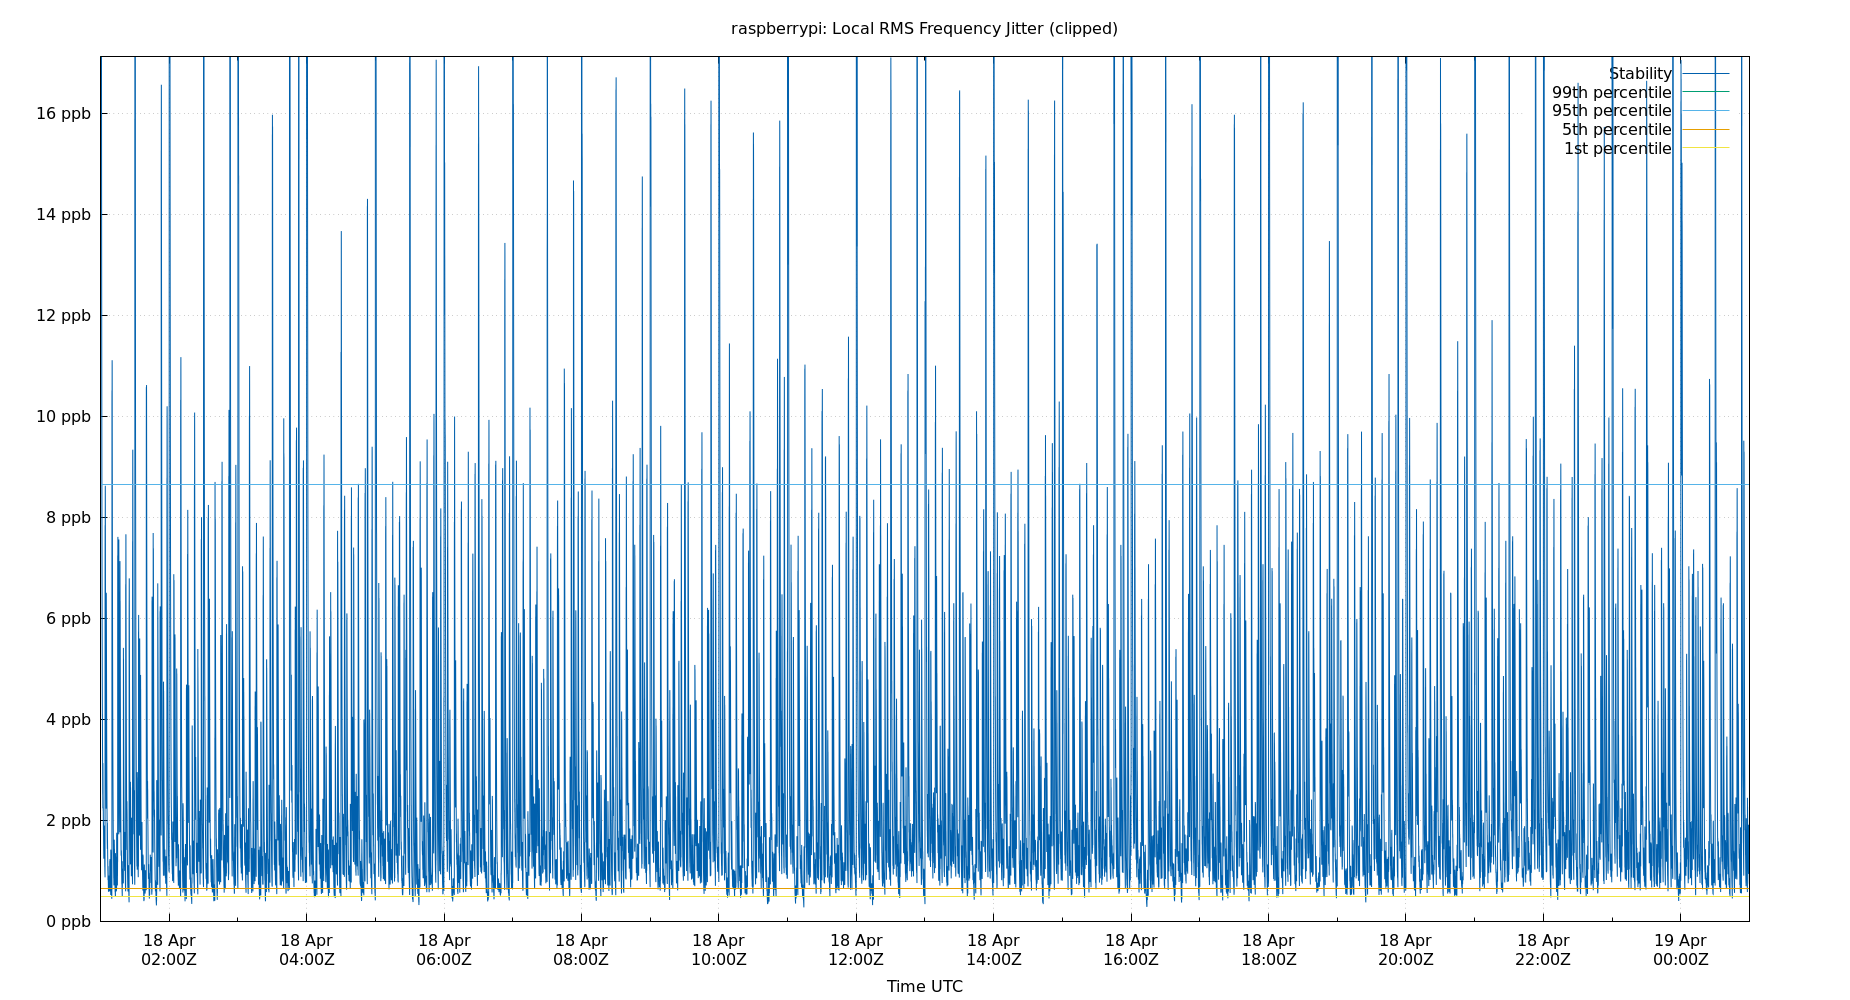 raspberrypi: Local RMS Frequency Jitter (clipped)
Stability
99th percentile
95th percentile
5th percentile
1st percentile
16 ppb
14 ppb
12 ppb
10 ppb
8 ppb
6 ppb
4 ppb
2 ppb
0 ppb
18 Apr 18 Apr 18 Apr 18 Apr 18 Apr 18 Apr 18 Apr 18 Apr 18 Apr 18 Apr 18 Apr 19 Apr
02:00Z 04:00Z 06:00Z 08:00Z 10:00Z 12:00Z 14:00Z 16:00Z 18:00Z 20:00Z 22:00Z 00:00Z
Time UTC